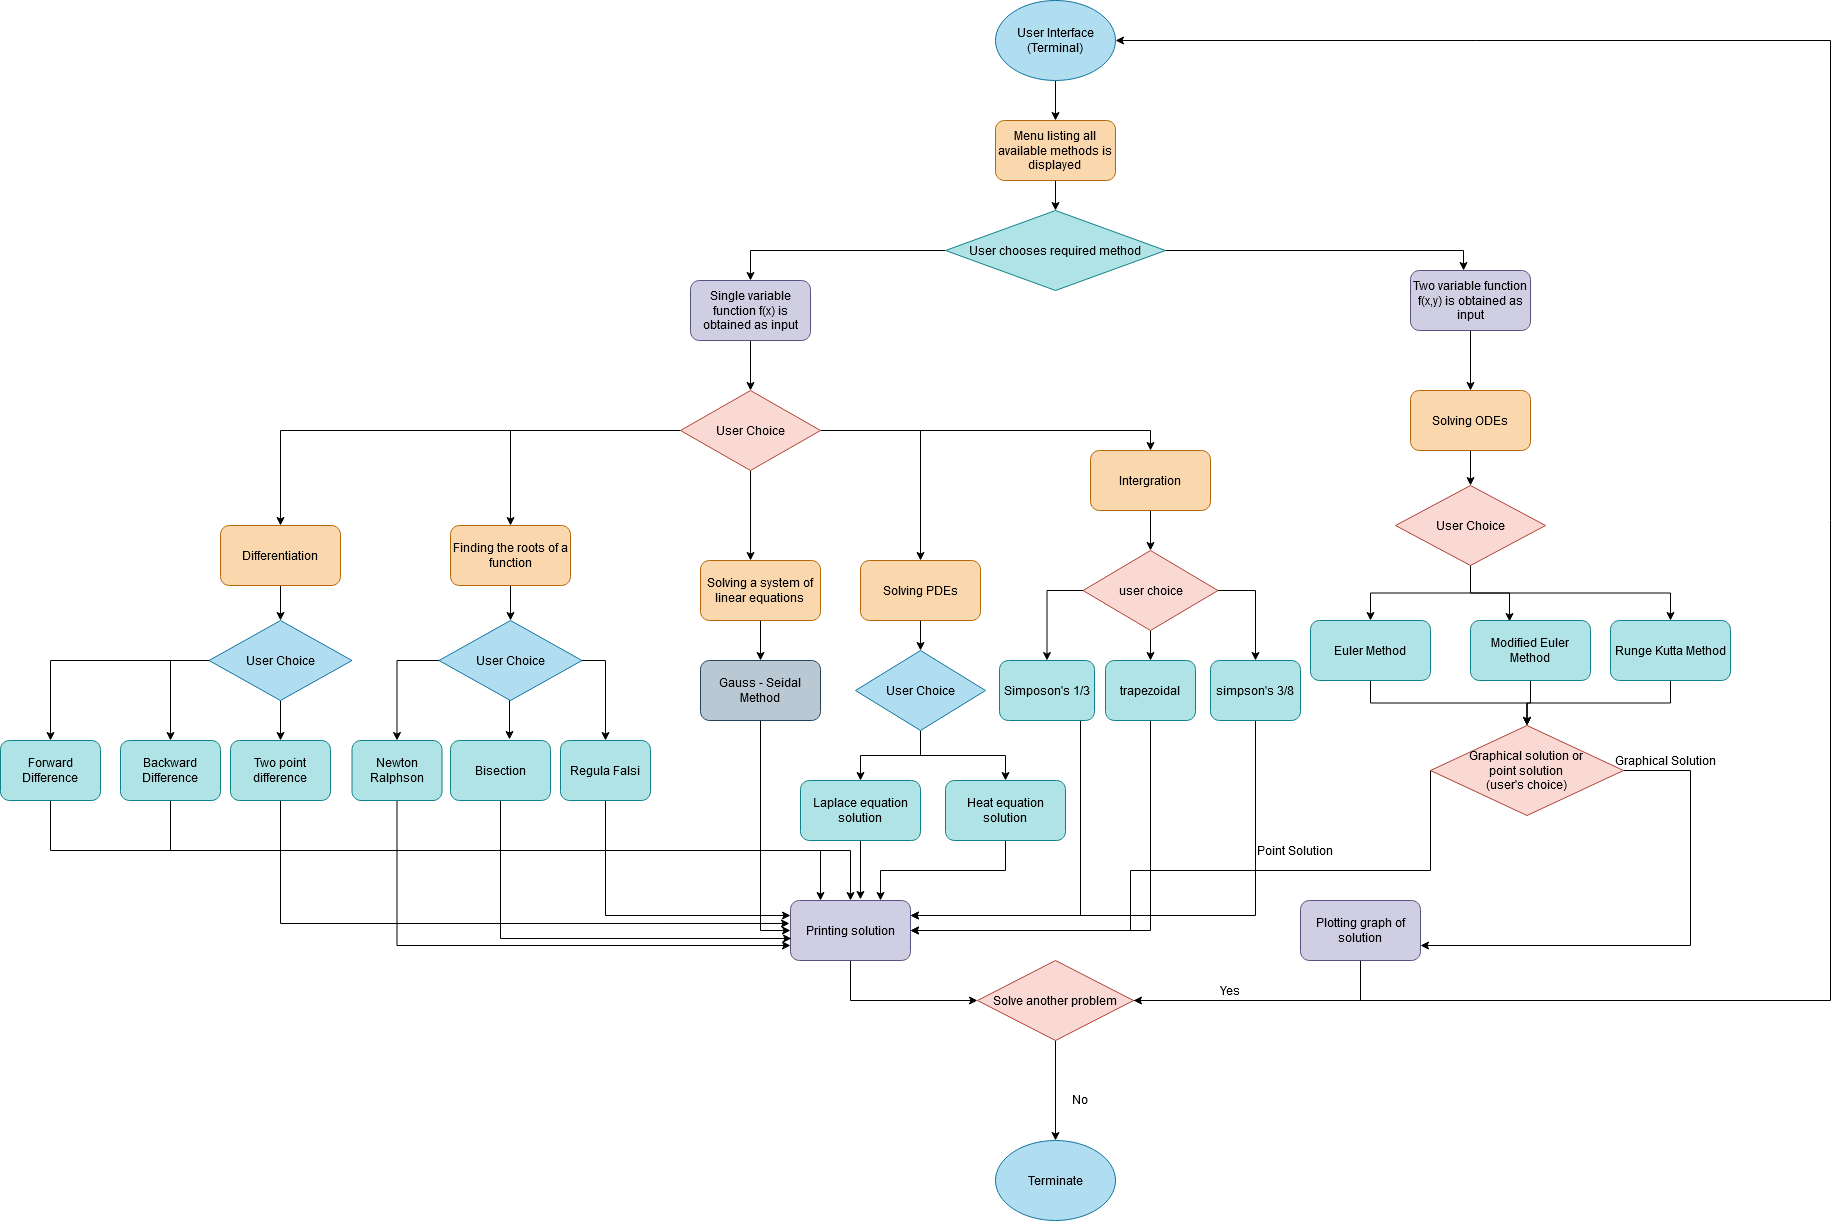 User Interface
(Terminal)
Menu listing all
available methods is
displayed
User chooses required method
Single variable
function f(x) is
obtained as input
Two variable function
f(x,y) is obtained as
input
User Choice
Solving ODEs
Intergration
User Choice
Differentiation
Finding the roots of a
function
Solving a system of
linear equations
Solving PDEs
user choice
User Choice
User Choice
User Choice
Gauss - Seidal
Method
Simposon's 1/3
trapezoidal
simpson's 3/8
Euler Method
Modified Euler
Method
Runge Kutta Method
Forward
Difference
Backward
Difference
Two point
difference
Newton
Ralphson
Bisection
Regula Falsi
Laplace equation
solution
Heat equation
solution
Graphical solution or
point solution
(user's choice)
Graphical Solution
Point Solution
Printing solution
Plotting graph of
solution
Solve another problem
Yes
No
Terminate